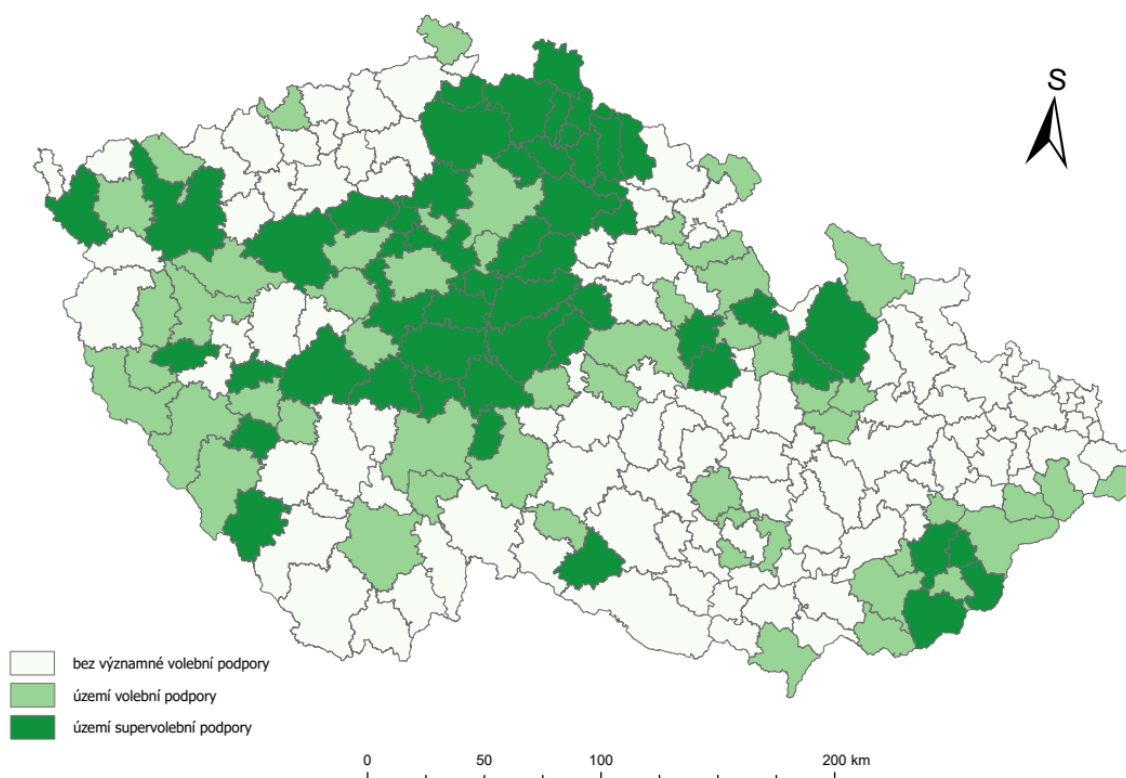 S
bez významné volební podpory
území volební podpory
území supervolební podpory
0 50 100 200 km